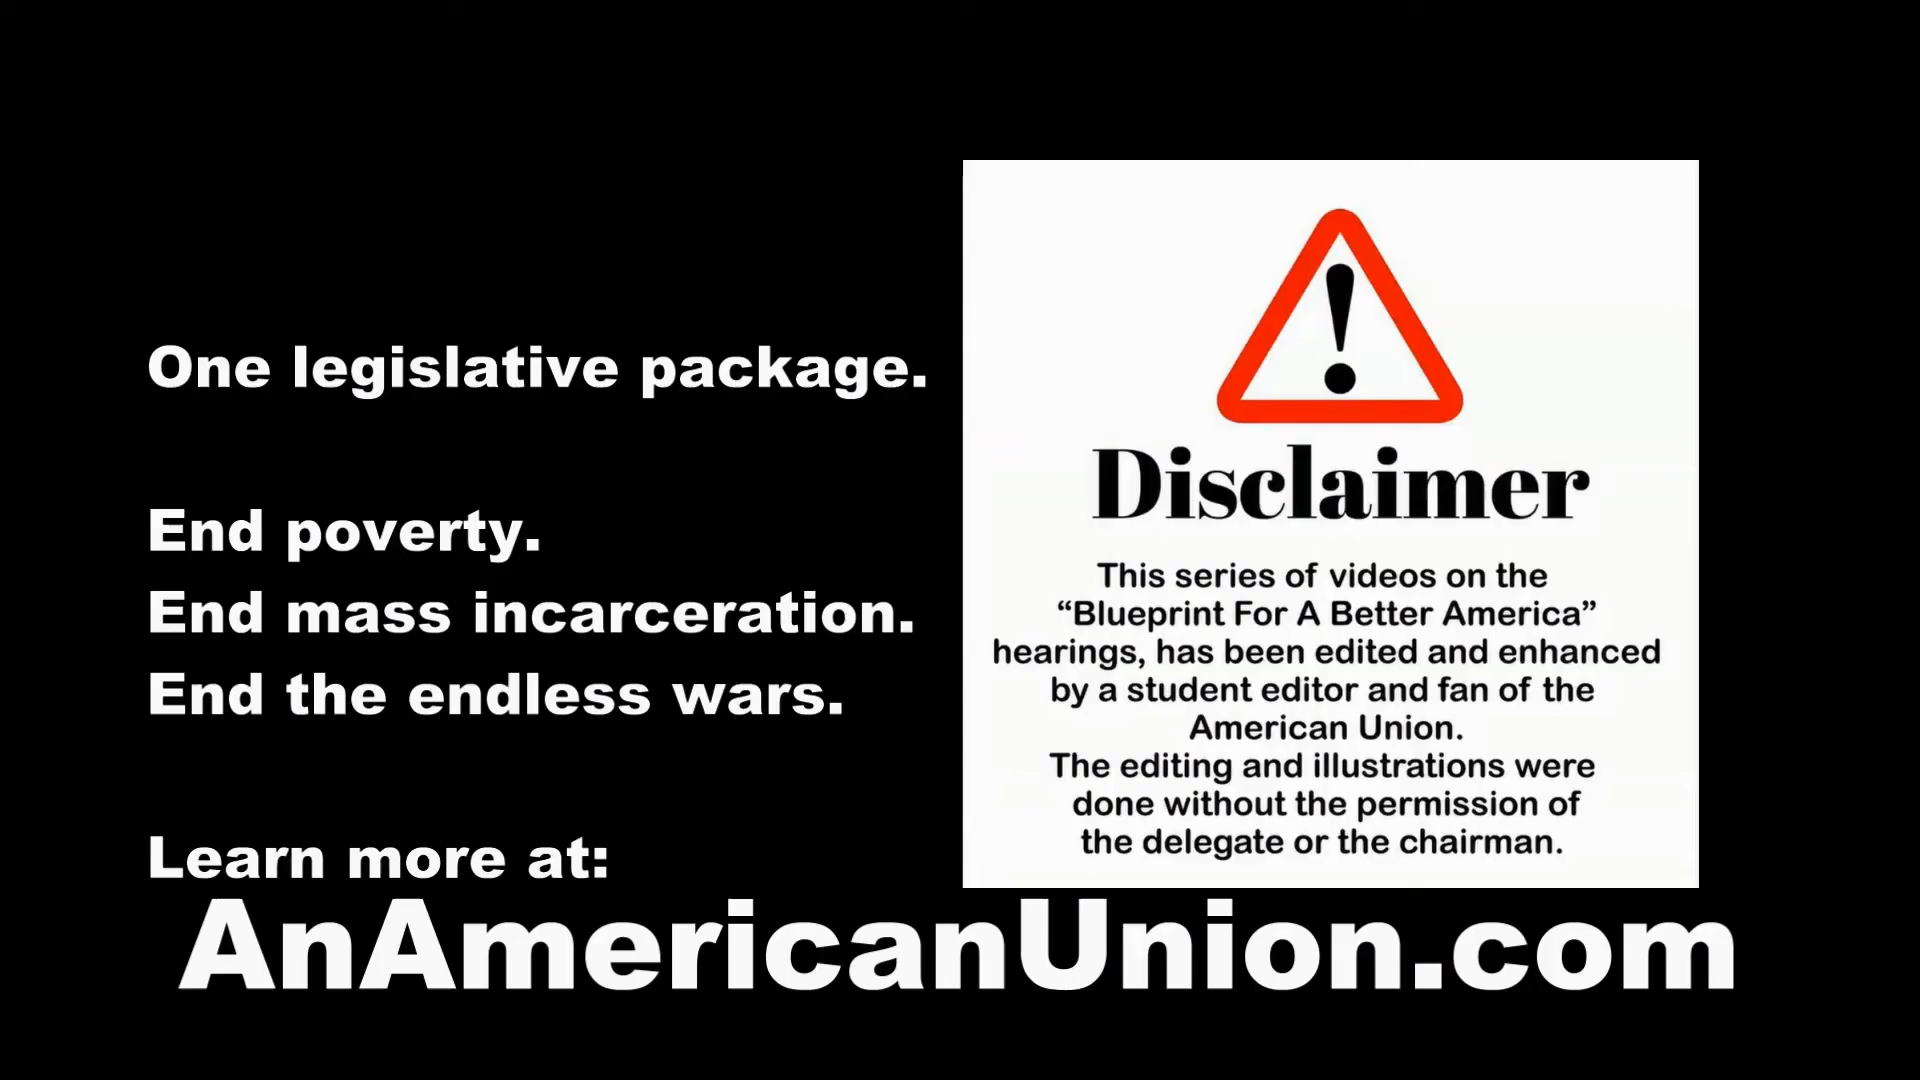 One legislative package.
End poverty.
End mass incarceration.
End the endless wars.
Learn more at:
AnAmericanUnion.com
!
Disclaimer
This series of videos on the
“Blueprint For A Better America”
hearings, has been edited and enhanced
by a student editor and fan of the
American Union.
The editing and illustrations were
done without the permission of
the delegate or the chairman.